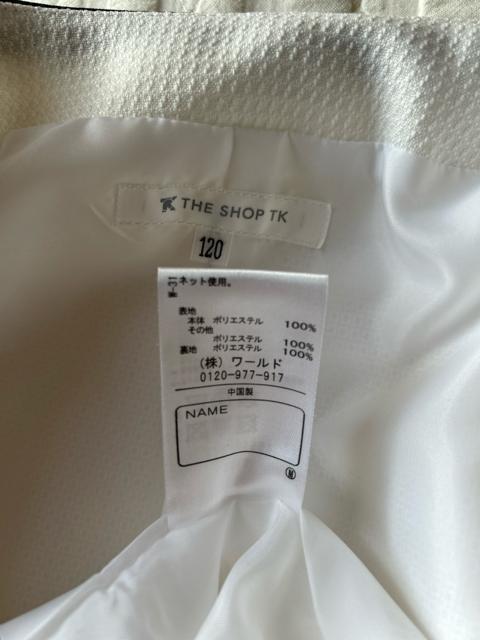 THE SHOP TK
120
ネット使用。
W-31
表地
本体 ポリエステル 100%
その他
ポリエステル 100%
裏地 ポリエステル 100%
(株) ワールド
0120-977-917
中国製
NAME
M